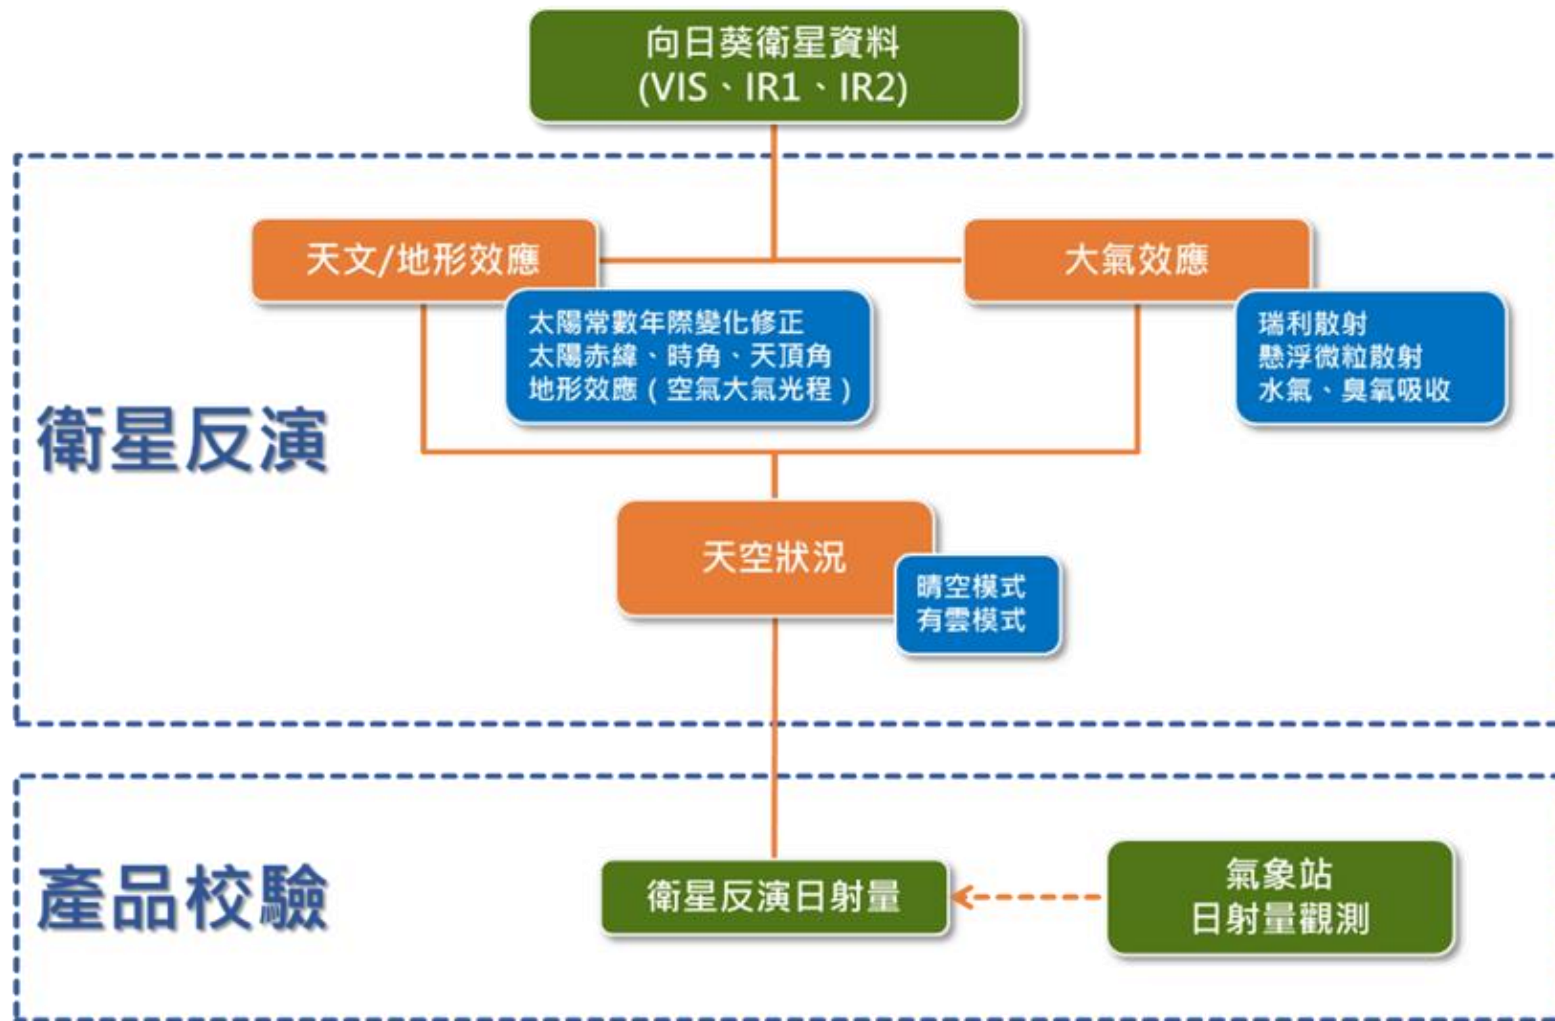 向日葵衛星資料
(VIS、IR1、IR2)
天文/地形效應
大氣效應
太陽常數年際變化修正
太陽赤緯、時角、天頂角
地形效應(空氣大氣光程)
瑞利散射
懸浮微粒散射
水氣、臭氧吸收
衛星反演
天空狀況
晴空模式
有雲模式
產品校驗
衛星反演日射量
氣象站
日射量觀測